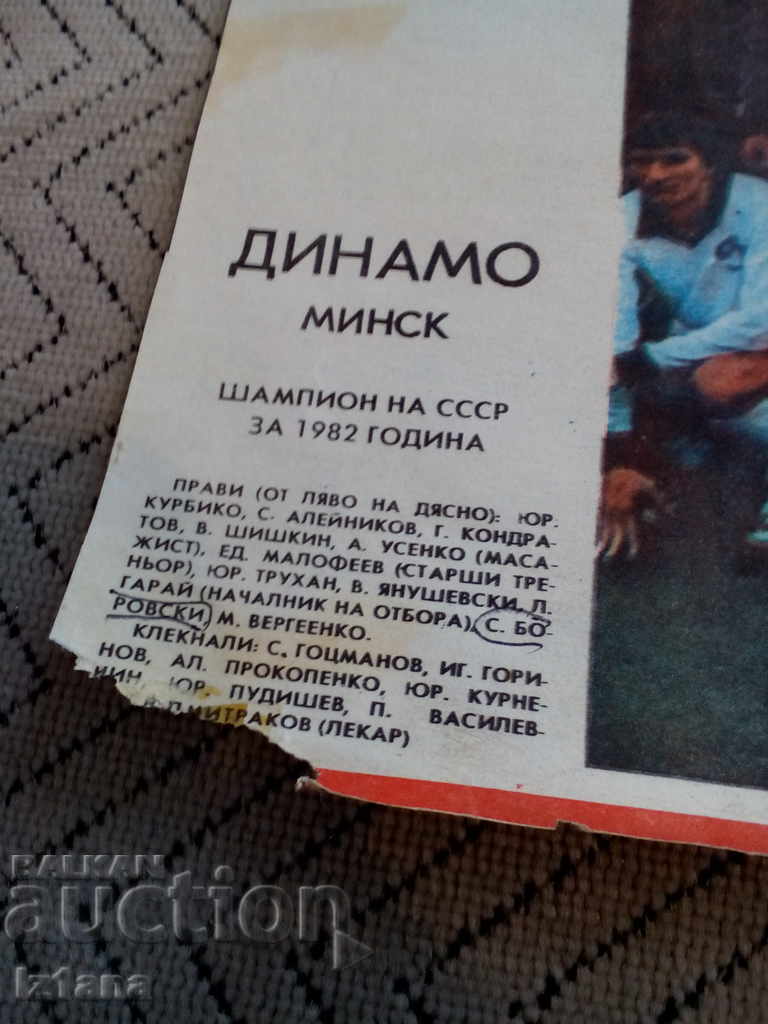 ДИНАМО
МИНСК
ШАМПИОН НА СССР
ЗА 1982 ГОДИНА
ПРАВИ (ОТ ЛЯВО НА ДЯСНО): ЮР.
КУРБИКО, С. АЛЕЙНИКОВ, Г. КОНДРА-
ТОВ, В. ШИШКИН, А. УСЕНКО (МАСА-
ЖИСТ), ЕД. МАЛОФЕЕВ (СТАРШИ ТРЕ-
НЬОР), ЮР. ТРУХАН, В. ЯНУШЕВСКИ, Л.
ГАРАЙ (НАЧАЛНИК НА ОТБОРА), С. БО-
РОВСКИ, М. ВЕРГЕЕНКО.
КЛЕКНАЛИ: С. ГОЦМАНОВ, ИГ. ГОРИ-
НОВ, АЛ. ПРОКОПЕНКО, ЮР. КУРНЕ-
НИН, ЮР. ПУДИШЕВ, П. ВАСИЛЕВ-
ДМИТРАКОВ (ЛЕКАР)
BALKAN
auction
iz1ana